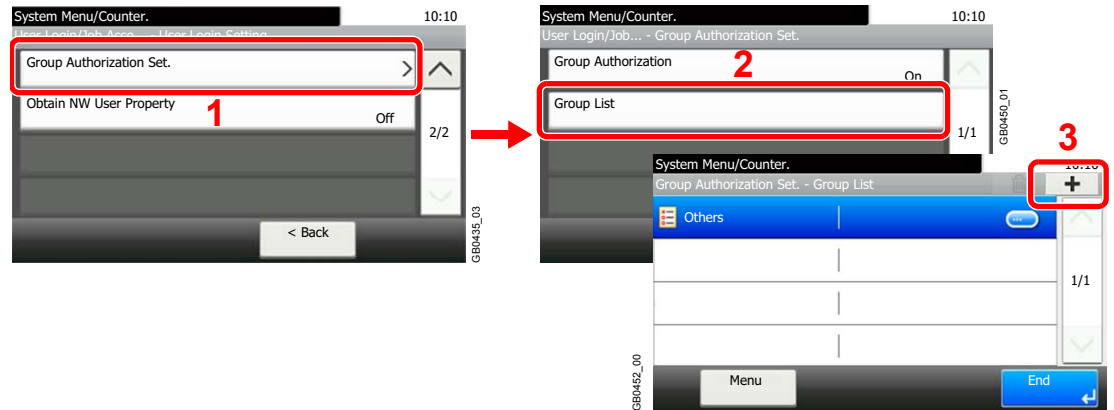 System Menu/Counter. 10:10
User Login/Job Acco... - User Login Setting
Group Authorization Set.
Obtain NW User Property
Off
1
2/2
< Back
GB0435_03
System Menu/Counter. 10:10
User Login/Job... - Group Authorization Set.
Group Authorization
On
2
Group List
1/1
GB0450_01
3
System Menu/Counter. 10:10
Group Authorization Set. - Group List
+
Others
...
1/1
Menu
End
GB0452_00